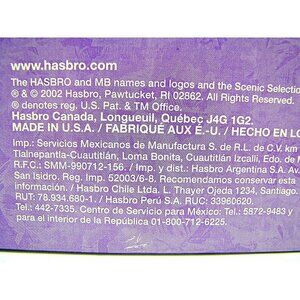 www.hasbro.com
The HASBRO and MB names and logos and the Scenic Selectio
® & © 2002 Hasbro, Pawtucket, RI 02862. All Rights Reserved.
® denotes reg. U.S. Pat. & TM Office.
Hasbro Canada, Longueuil, Québec J4G 1G2.
MADE IN U.S.A. / FABRIQUÉ AUX É.-U. / HECHO EN LO
Imp.: Servicios Mexicanos de Manufactura S. de R.L. de C.V. km
Tlalnepantla-Cuautitlán, Loma Bonita, Cuautitlán Izcalli, Edo. de
R.F.C.: SMM-990712-156. / Dist. e Imp.: Hasbro Argentina S.A. Av.
San Isidro. Reg. Imp. 52003/6-8. Recomendamos conservar esta
información. / Imp.: Hasbro Chile Ltda. L. Thayer Ojeda 1234, Santiago.
RUT: 78.934.680-1. / Hasbro Perú S.A. RUC: 33960620.
Tel.: 442-7335. Centro de Servicio para México: Tel.: 5872-9483 y
para el interior de la República 01-800-712-6225.